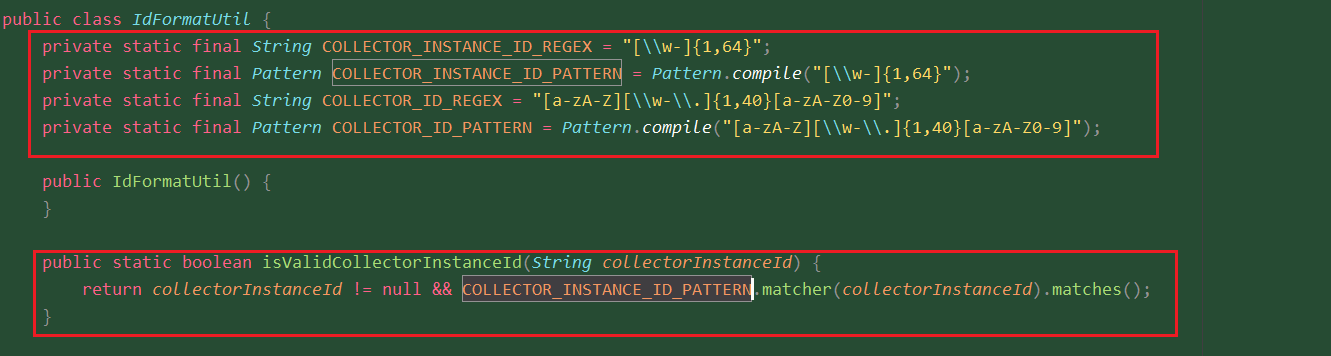 public class IdFormatUtil {
private static final String COLLECTOR_INSTANCE_ID_REGEX = "[\\w-]{1,64}";
private static final Pattern COLLECTOR_INSTANCE_ID_PATTERN = Pattern.compile("[\\w-]{1,64}");
private static final String COLLECTOR_ID_REGEX = "[a-zA-Z][\\w-\\.]{1,40}[a-zA-Z0-9]";
private static final Pattern COLLECTOR_ID_PATTERN = Pattern.compile("[a-zA-Z][\\w-\\.]{1,40}[a-zA-Z0-9]");
public IdFormatUtil() {
}
public static boolean isValidCollectorInstanceId(String collectorInstanceId) {
return collectorInstanceId != null && COLLECTOR_INSTANCE_ID_PATTERN.matcher(collectorInstanceId).matches();
}